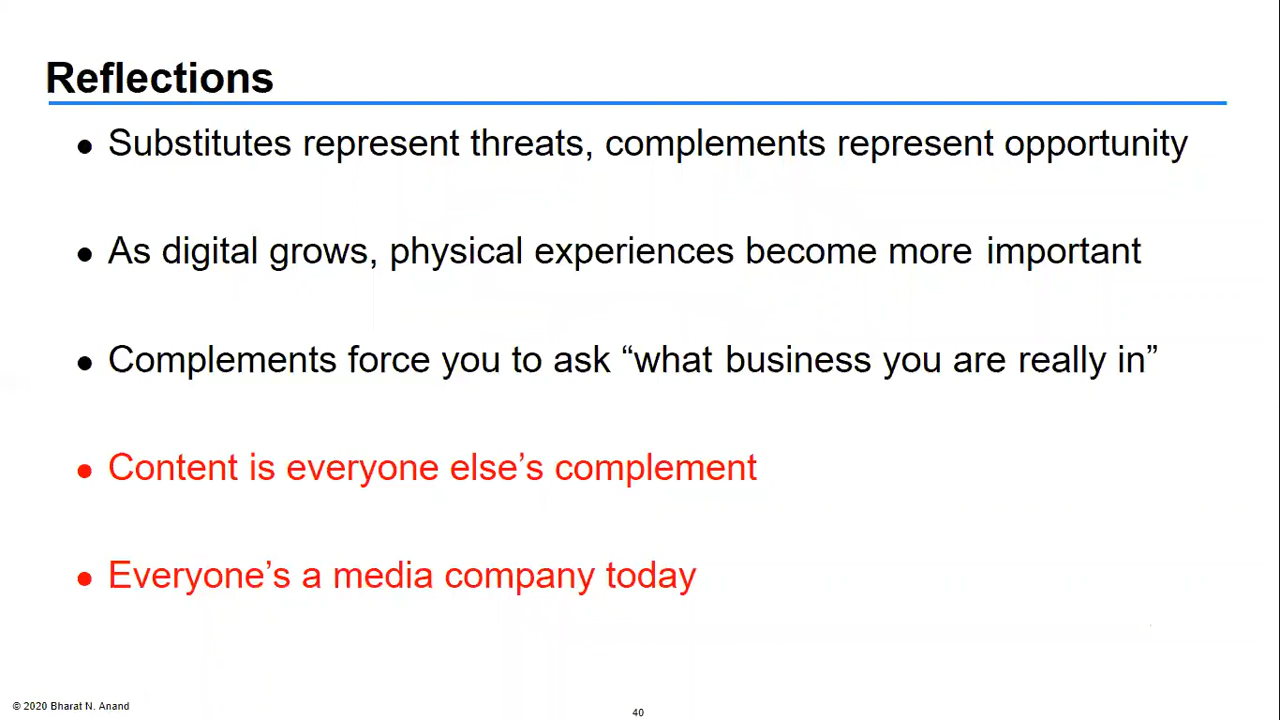 Reflections
• Substitutes represent threats, complements represent opportunity
• As digital grows, physical experiences become more important
• Complements force you to ask “what business you are really in”
• Content is everyone else’s complement
• Everyone’s a media company today
© 2020 Bharat N. Anand
40